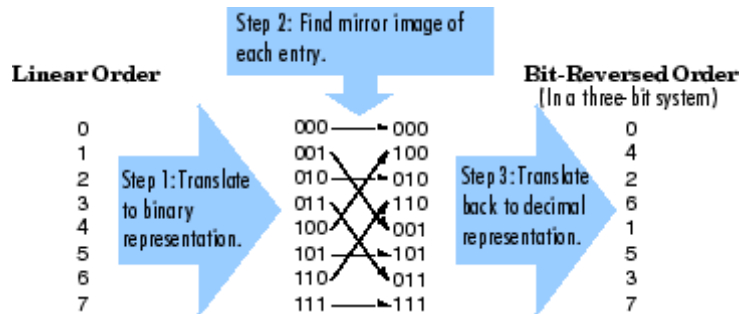 Step 2: Find mirror image of
each entry.
Linear Order
Bit-Reversed Order
(In a three-bit system)
0 000 000 0
1 001 100 4
2 010 010 2
3 011 110 6
4 100 001 1
5 101 101 5
6 110 011 3
7 111 111 7
Step 1: Translate
to binary
representation.
Step 3: Translate
back to decimal
representation.